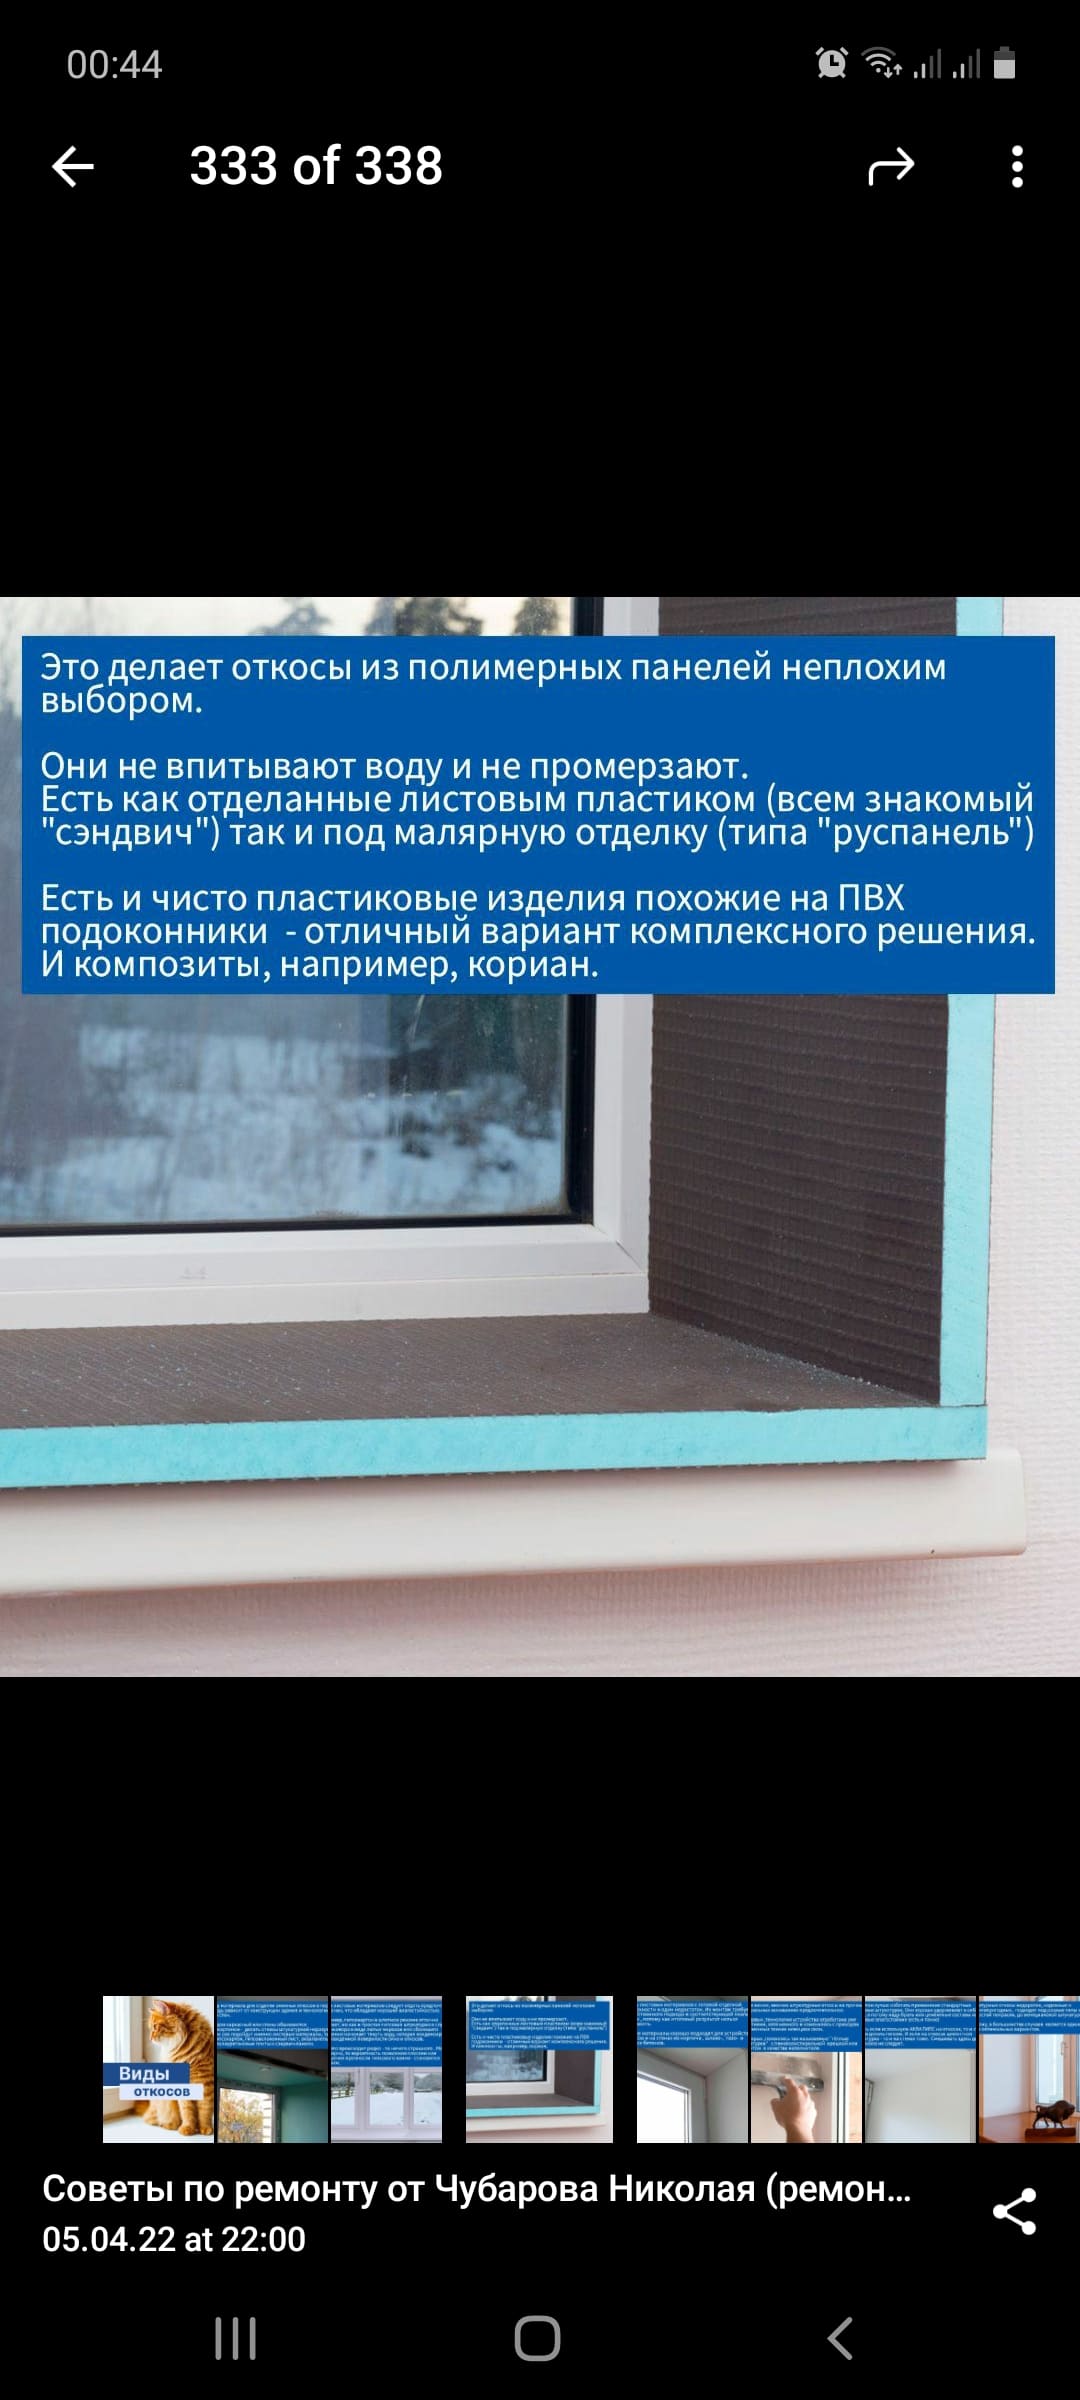 00:44
333 of 338
Это делает откосы из полимерных панелей неплохим
выбором.
Они не впитывают воду и не промерзают.
Есть как отделанные листовым пластиком (всем знакомый
"сэндвич") так и под малярную отделку (типа "руспанель")
Есть и чисто пластиковые изделия похожие на ПВХ
подоконники - отличный вариант комплексного решения.
И композиты, например, кориан.
Виды
откосов
Советы по ремонту от Чубарова Николая (ремон...
05.04.22 at 22:00